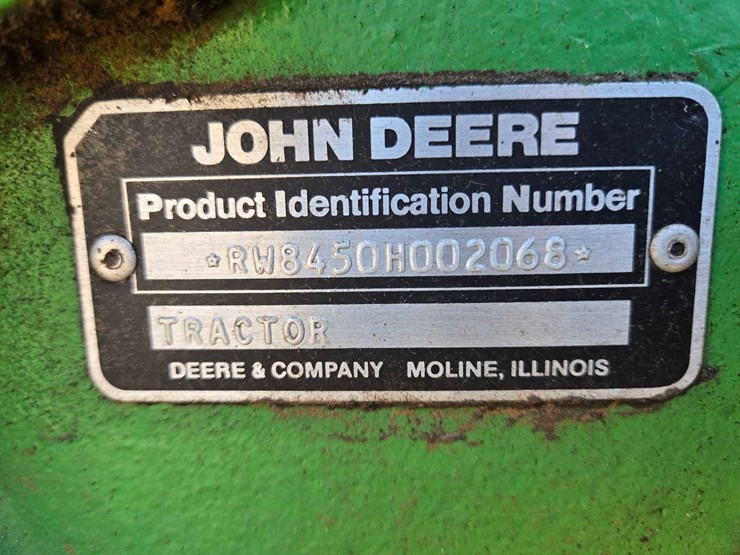 JOHN DEERE
Product Identification Number
*RW8450H002068*
TRACTOR
DEERE & COMPANY MOLINE, ILLINOIS